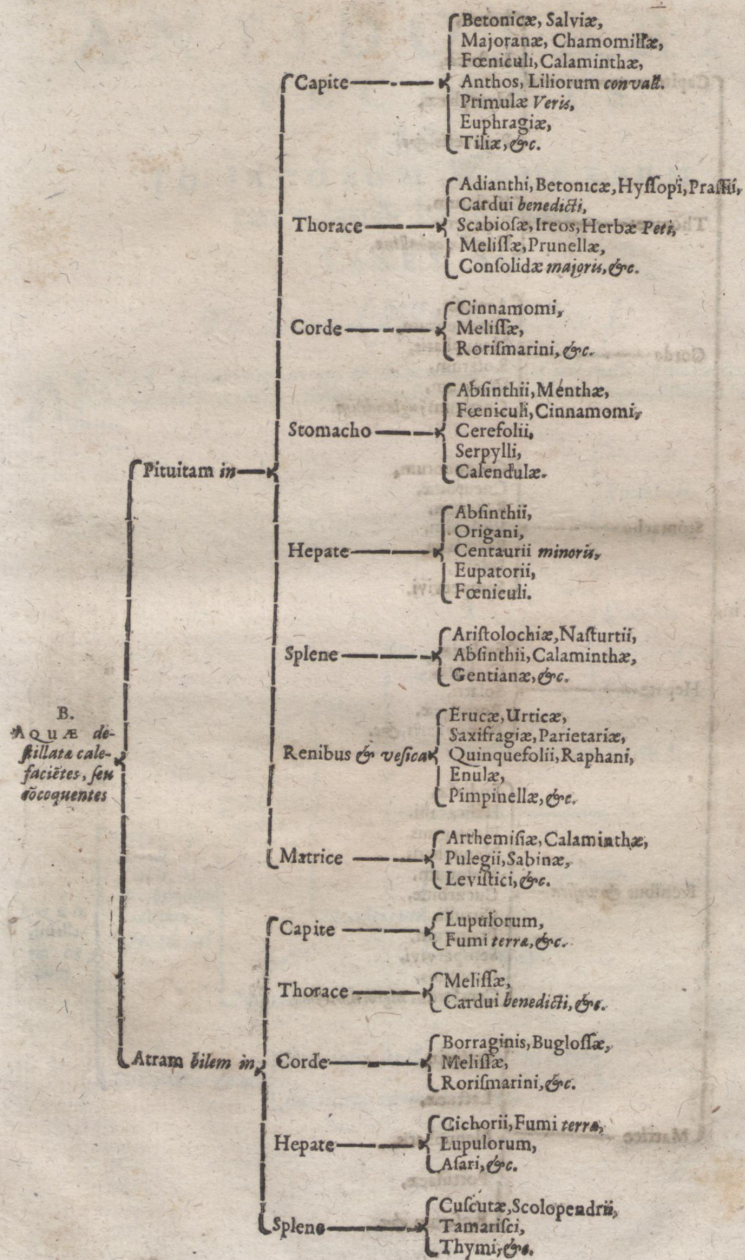 B.
AQUÆ de-
ſtillatæ cale-
faciētes, ſeu
cōcoquentes
Pituitam in
Capite
Betonicæ, Salviæ,
Majoranæ, Chamomillæ,
Fœniculi, Calaminthæ,
Anthos, Liliorum convall.
Primulæ Veris,
Euphragiæ,
Tiliæ, &c.
Thorace
Adianthi, Betonicæ, Hyſſopi, Praſſii,
Cardui benedicti,
Scabioſæ, Ireos, Herbæ Peti,
Meliſſæ, Prunellæ,
Conſolidæ majoris, &c.
Corde
Cinnamomi,
Meliſſæ,
Roriſmarini, &c.
Stomacho
Abſinthii, Menthæ,
Fœniculi, Cinnamomi,
Cerefolii,
Serpylli,
Calendulæ.
Hepate
Abſinthii,
Origani,
Centaurii minoris,
Eupatorii,
Fœniculi.
Splene
Ariſtolochiæ, Naſturtii,
Abſinthii, Calaminthæ,
Gentianæ, &c.
Renibus & veſica
Erucæ, Urticæ,
Saxifragiæ, Parietariæ,
Quinquefolii, Raphani,
Enulæ,
Pimpinellæ, &c.
Matrice
Arthemiſiæ, Calaminthæ,
Pulegii, Sabinæ,
Leviſtici, &c.
Atram bilem in
Capite
Lupulorum,
Fumi terræ, &c.
Thorace
Meliſſæ,
Cardui benedicti, &c.
Corde
Borraginis, Bugloſſæ,
Meliſſæ,
Roriſmarini, &c.
Hepate
Cichorii, Fumi terræ,
Lupulorum,
Aſari, &c.
Splene
Cuſcutæ, Scolopendrii,
Tamariſci,
Thymi, &c.